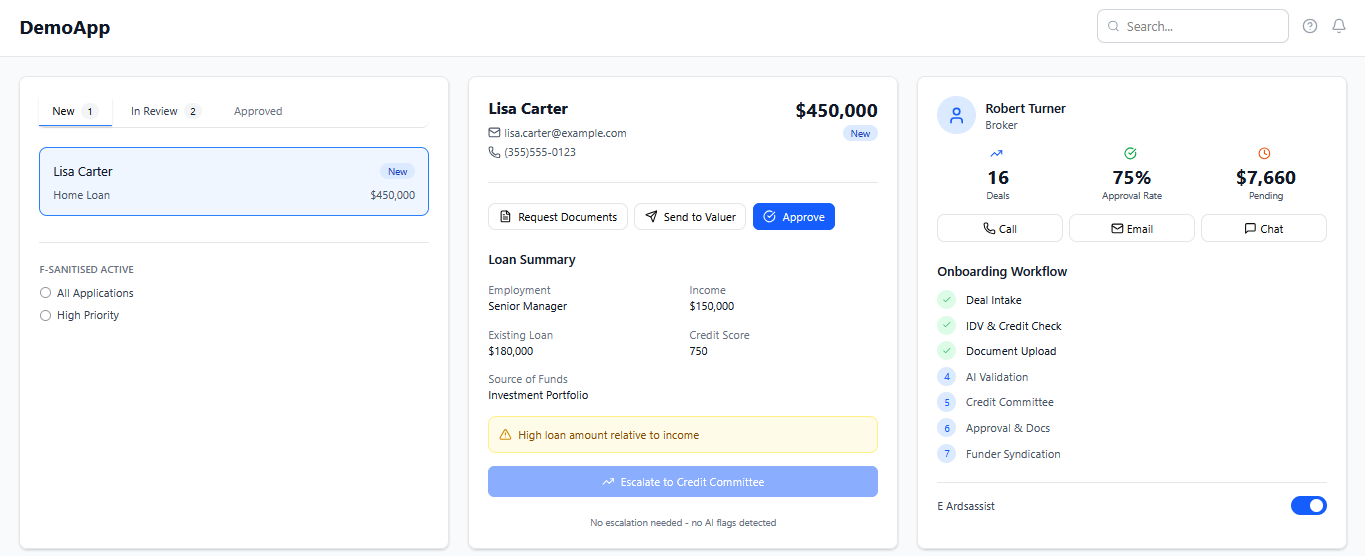 DemoApp
Search...
New 1 In Review 2 Approved
Lisa Carter New
Home Loan $450,000
F-SANITISED ACTIVE
All Applications
High Priority
Lisa Carter $450,000
lisa.carter@example.com New
(355)555-0123
Request Documents Send to Valuer Approve
Loan Summary
Employment Income
Senior Manager $150,000
Existing Loan Credit Score
$180,000 750
Source of Funds
Investment Portfolio
High loan amount relative to income
Escalate to Credit Committee
No escalation needed - no AI flags detected
Robert Turner
Broker
16 75% $7,660
Deals Approval Rate Pending
Call Email Chat
Onboarding Workflow
Deal Intake
IDV & Credit Check
Document Upload
4 AI Validation
5 Credit Committee
6 Approval & Docs
7 Funder Syndication
E Ardsassist